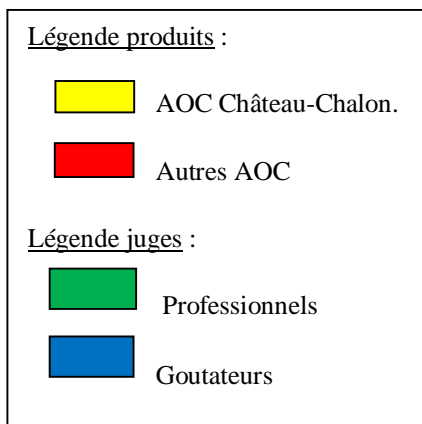 Légende produits :
AOC Château-Chalon.
Autres AOC
Légende juges :
Professionnels
Goutateurs